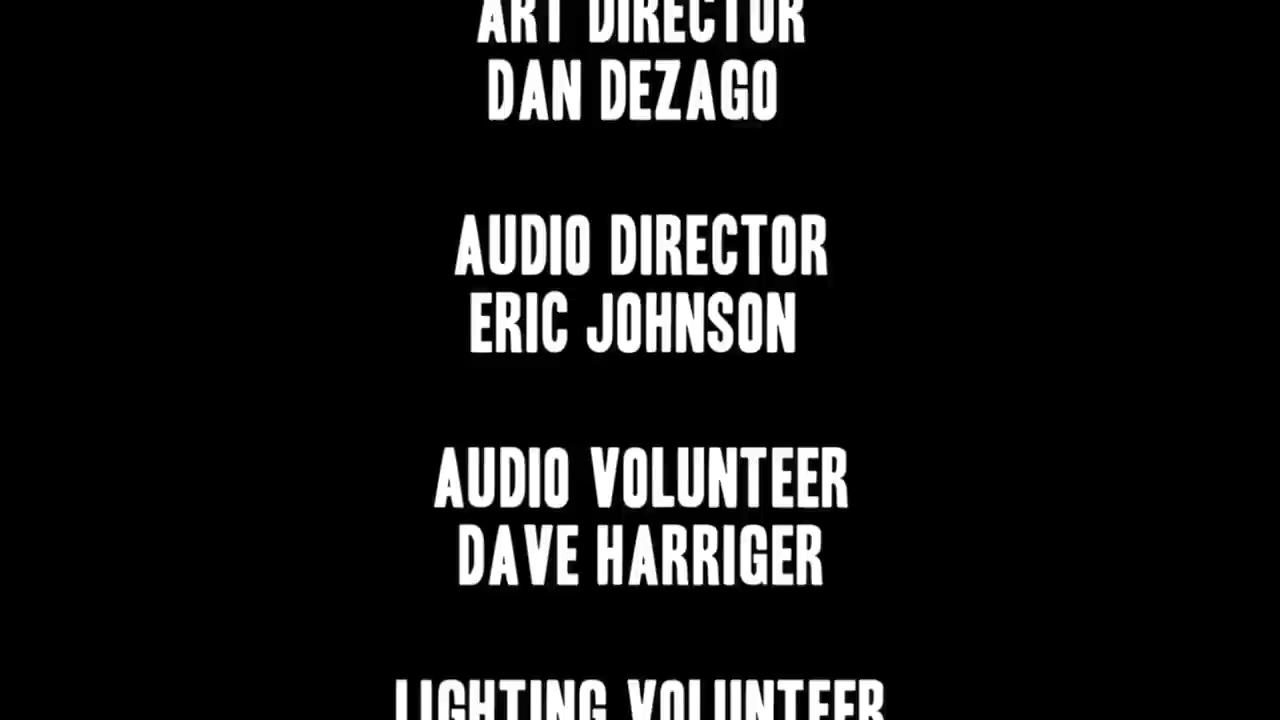 ART DIRECTOR
DAN DEZAGO
AUDIO DIRECTOR
ERIC JOHNSON
AUDIO VOLUNTEER
DAVE HARRIGER
LIGHTING VOLUNTEER